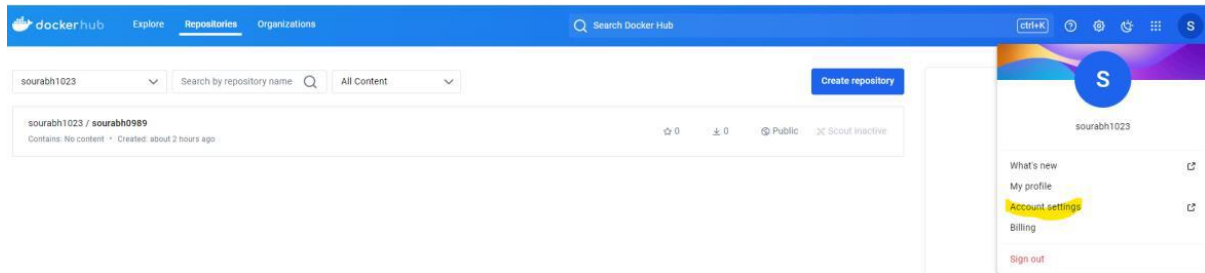 dockerhub Explore Repositories Organizations Search Docker Hub ctrl+K S
sourabh1023 Search by repository name All Content Create repository
S
sourabh1023 / sourabh0989
Contains: No content • Created: about 2 hours ago 0 0 Public Scout inactive
sourabh1023
What's new
My profile
Account settings
Billing
Sign out